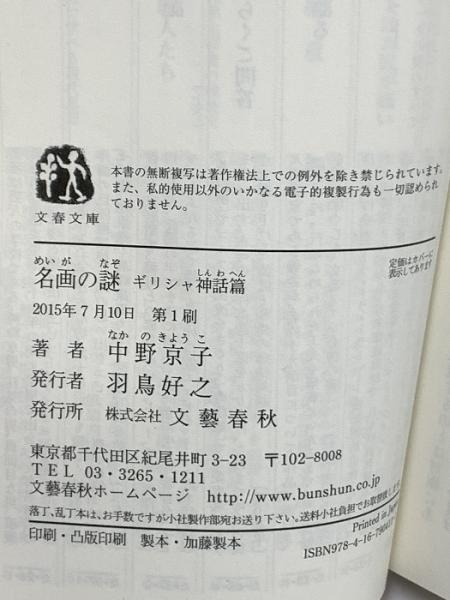 本書の無断複写は著作権法上での例外を除き禁じられています。
また、私的使用以外のいかなる電子的複製行為も一切認められ
ておりません。
文春文庫
定価はカバーに
表示してあります
めいが なぞ しんわへん
名画の謎 ギリシャ神話篇
2015年7月10日 第1刷
なかのきようこ
著者 中野京子
発行者 羽鳥好之
発行所 株式会社 文藝春秋
東京都千代田区紀尾井町3-23 〒102-8008
TEL 03・3265・1211
文藝春秋ホームページ http://www.bunshun.co.jp
落丁、乱丁本は、お手数ですが小社製作部宛お送り下さい。送料小社負担でお取替致します。
印刷・凸版印刷 製本・加藤製本
Printed in Japan
ISBN978-4-16-7904